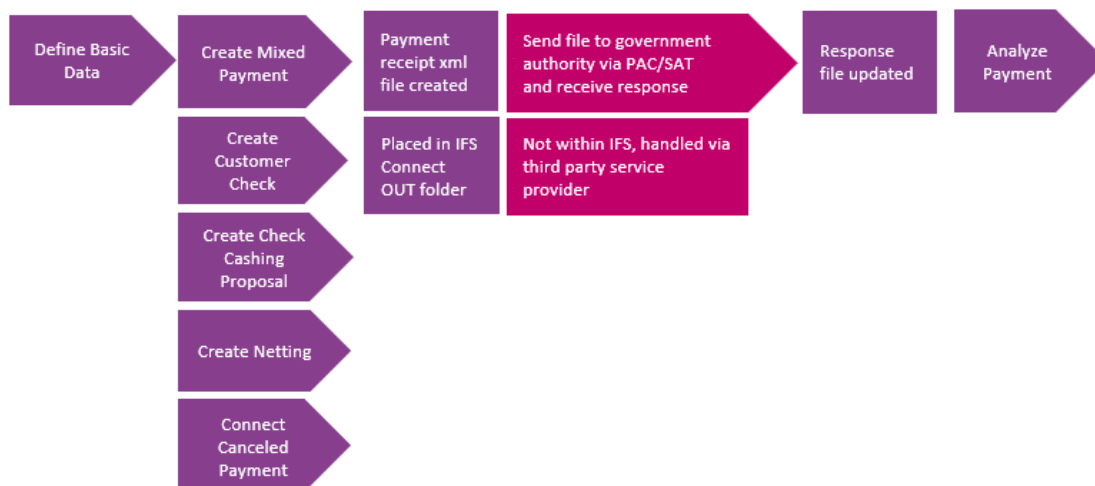 Define Basic
Data
Create Mixed
Payment
Payment
receipt xml
file created
Send file to government
authority via PAC/SAT
and receive response
Response
file updated
Analyze
Payment
Create
Customer
Check
Placed in IFS
Connect
OUT folder
Not within IFS, handled via
third party service
provider
Create Check
Cashing
Proposal
Create Netting
Connect
Canceled
Payment